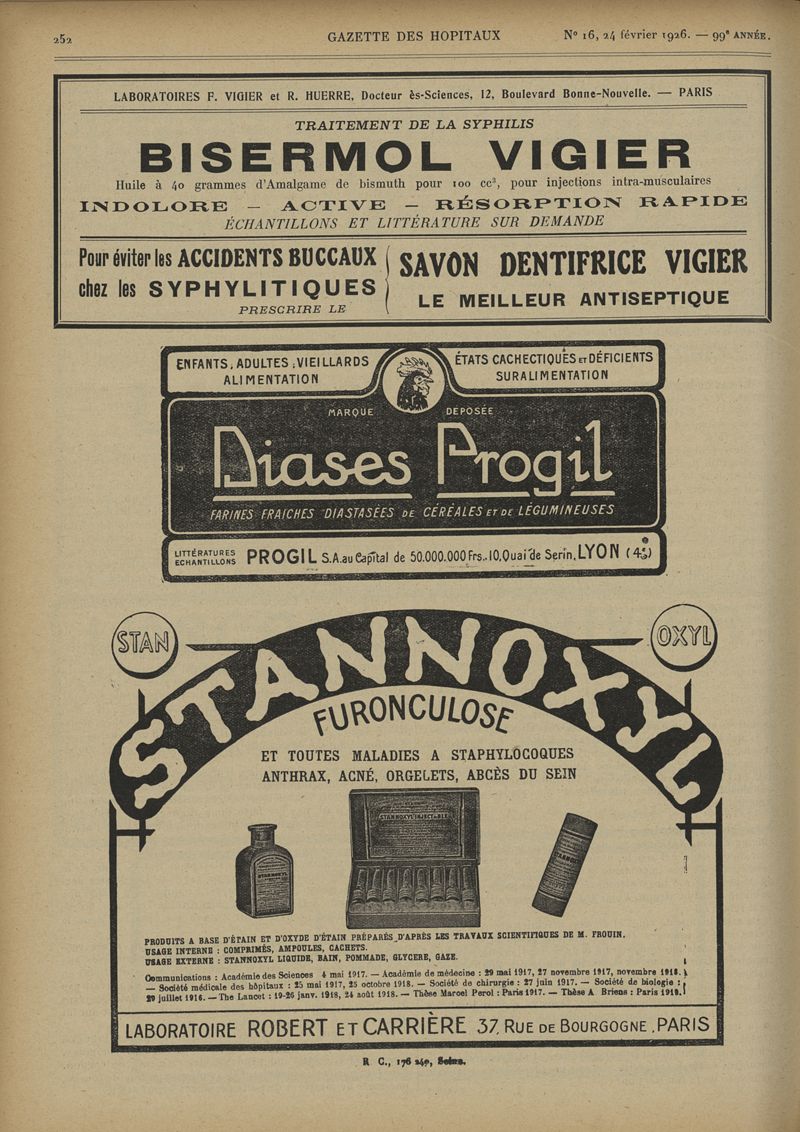 252
GAZETTE DES HOPITAUX
N° 16, 24 février 1926. — 99e ANNÉE.
LABORATOIRES F. VIGIER et R. HUERRE, Docteur ès-Sciences, 12, Boulevard Bonne-Nouvelle. — PARIS
TRAITEMENT DE LA SYPHILIS
BISERMOL VIGIER
Huile à 40 grammes d'Amalgame de bismuth pour 100 cc³, pour injections intra-musculaires
INDOLORE — ACTIVE — RÉSORPTION RAPIDE
ÉCHANTILLONS ET LITTÉRATURE SUR DEMANDE
Pour éviter les ACCIDENTS BUCCAUX
chez les SYPHYLITIQUES
PRESCRIRE LE
SAVON DENTIFRICE VIGIER
LE MEILLEUR ANTISEPTIQUE
ENFANTS, ADULTES, VIEILLARDS
ALIMENTATION
ÉTATS CACHECTIQUES ET DÉFICIENTS
SURALIMENTATION
MARQUE DEPOSÉE
Diases Progil
FARINES FRAICHES DIASTASÉES DE CÉRÉALES ET DE LÉGUMINEUSES
LITTÉRATURES
ECHANTILLONS
PROGIL S.A. au Capital de 50.000.000 Frs.. 10, Quai de Serin, LYON (4e)
STAN
OXYL
STANNOXYL
FURONCULOSE
ET TOUTES MALADIES A STAPHYLOCOQUES
ANTHRAX, ACNÉ, ORGELETS, ABCÈS DU SEIN
STANNOXYL INJECTABLE
STANNOXYL
STANNOXYL
PRODUITS A BASE D'ÉTAIN ET D'OXYDE D'ÉTAIN PRÉPARÉS D'APRÈS LES TRAVAUX SCIENTIFIQUES DE M. FROUIN.
USAGE INTERNE : COMPRIMÉS, AMPOULES, CACHETS.
USAGE EXTERNE : STANNOXYL LIQUIDE, BAIN, POMMADE, GLYCERE, GAZE.
Communications : Académie des Sciences 4 mai 1917. — Académie de médecine : 29 mai 1917, 27 novembre 1917, novembre 1918.
— Société médicale des hôpitaux : 25 mai 1917, 25 octobre 1918. — Société de chirurgie : 27 juin 1917. — Société de biologie :
20 juillet 1916. — The Lancet : 19-26 janv. 1918, 24 août 1918. — Thèse Marcel Perol : Paris 1917. — Thèse A Briens : Paris 1919.
LABORATOIRE ROBERT ET CARRIÈRE 37, RUE DE BOURGOGNE, PARIS
R C., 176 240, Seine.